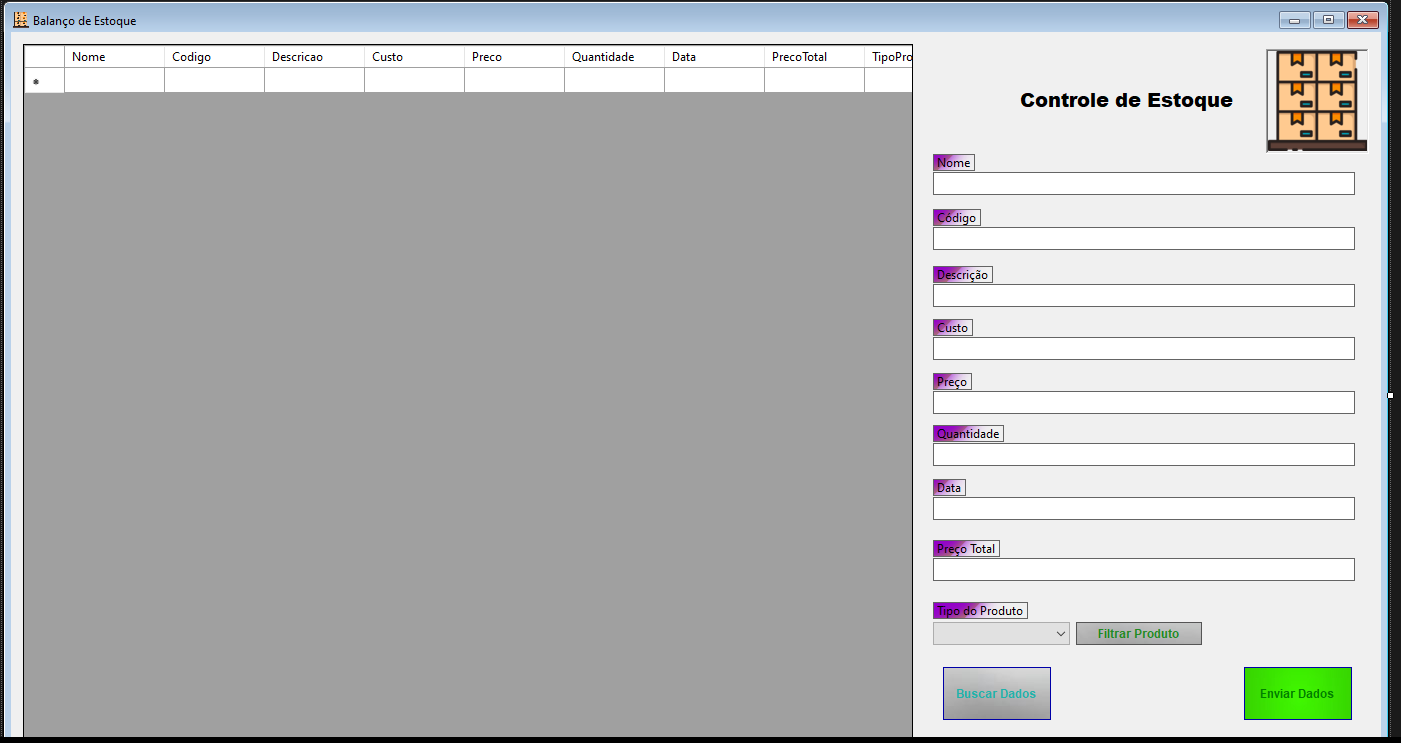 Balanço de Estoque
Nome Codigo Descricao Custo Preco Quantidade Data PrecoTotal TipoPro
*
Controle de Estoque
Nome
Código
Descrição
Custo
Preço
Quantidade
Data
Preço Total
Tipo do Produto
Filtrar Produto
Buscar Dados
Enviar Dados